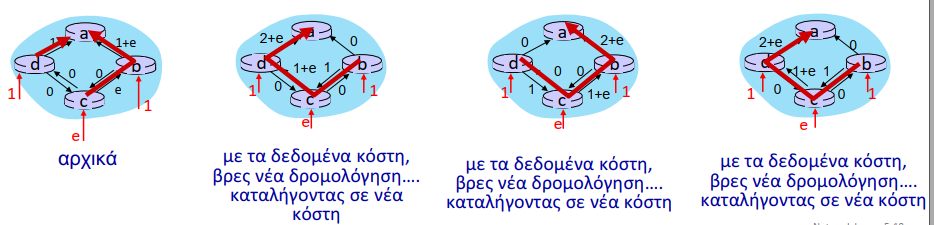 a
1
1+e
d
b
0
0
0
e
c
1
1
e
αρχικά
a
2+e
0
d
b
1+e
1
0
0
c
1
1
e
με τα δεδομένα κόστη,
βρες νέα δρομολόγηση....
καταλήγοντας σε νέα
κόστη
a
0
2+e
d
b
0
0
1
1+e
c
1
1
e
με τα δεδομένα κόστη,
βρες νέα δρομολόγηση....
καταλήγοντας σε νέα κόστη
a
2+e
0
d
b
1+e
1
0
0
c
1
1
e
με τα δεδομένα κόστη,
βρες νέα δρομολόγηση....
καταλήγοντας σε νέα κόστη